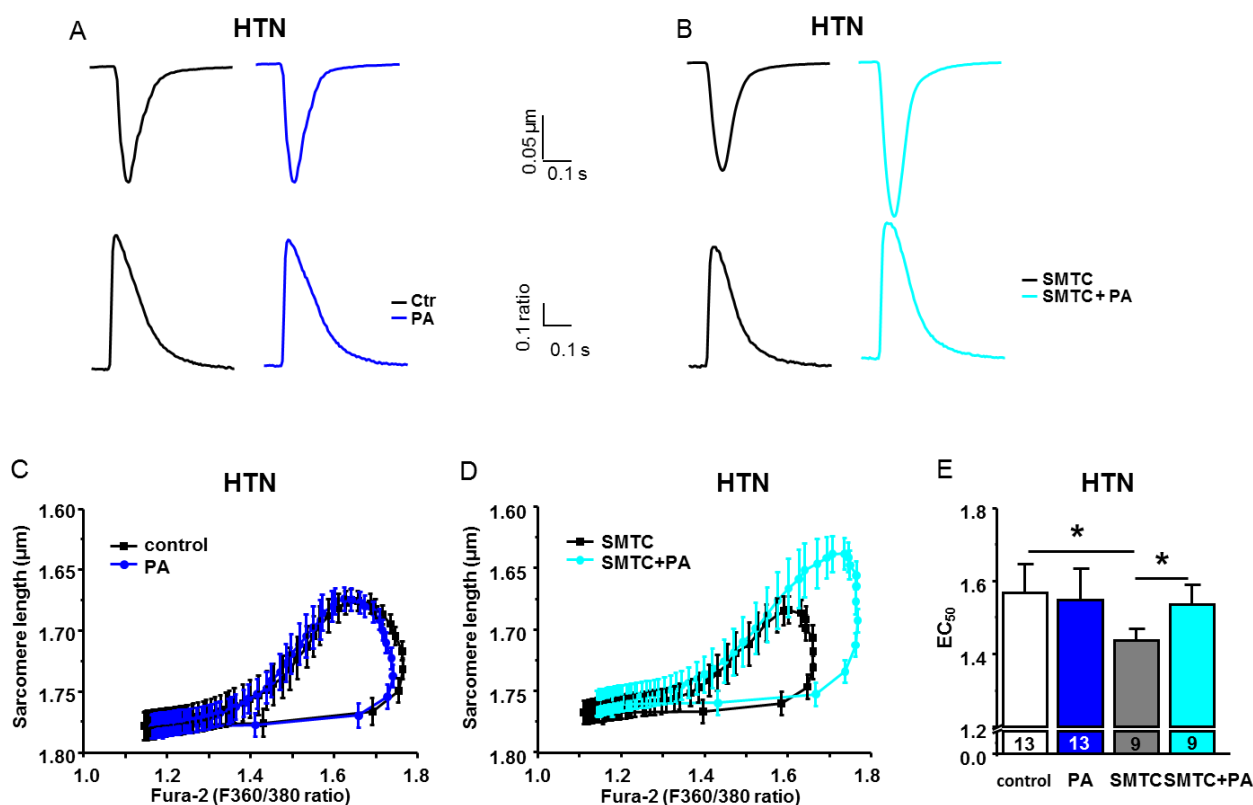 A
HTN
B
HTN
0.05 µm
0.1 s
Ctr
PA
0.1 ratio
0.1 s
SMTC
SMTC+PA
C
HTN
D
HTN
E
HTN
Sarcomere length (µm)
1.60
1.65
1.70
1.75
1.80
control
PA
1.0
1.2
1.4
1.6
1.8
Fura-2 (F360/380 ratio)
Sarcomere length (µm)
1.60
1.65
1.70
1.75
1.80
SMTC
SMTC+PA
1.0
1.2
1.4
1.6
1.8
Fura-2 (F360/380 ratio)
EC50
1.8
1.6
1.4
1.2
0.0
*
*
13
13
9
9
control
PA
SMTC
SMTC+PA